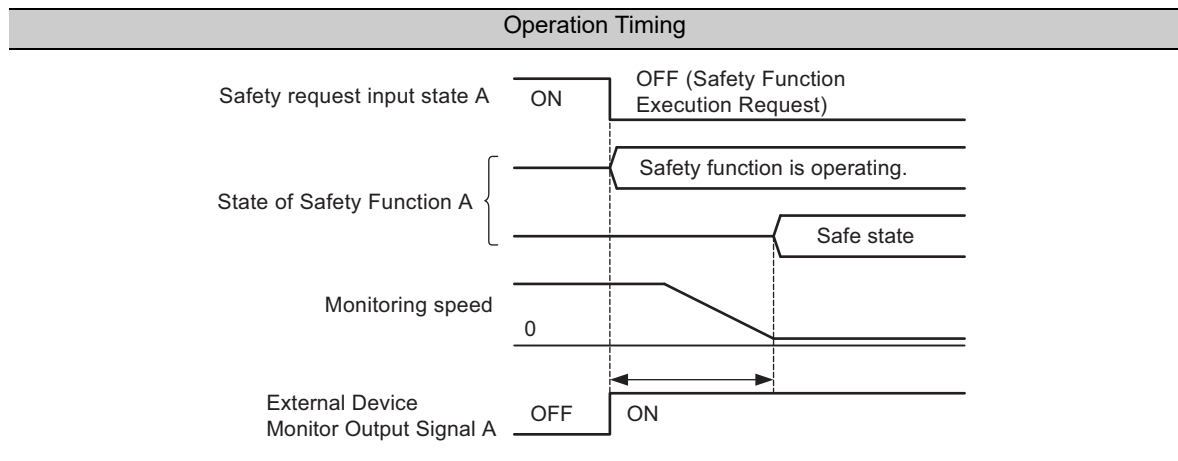 Operation Timing
Safety request input state A
ON
OFF (Safety Function
Execution Request)
State of Safety Function A
Safety function is operating.
Safe state
Monitoring speed
0
External Device
Monitor Output Signal A
OFF
ON